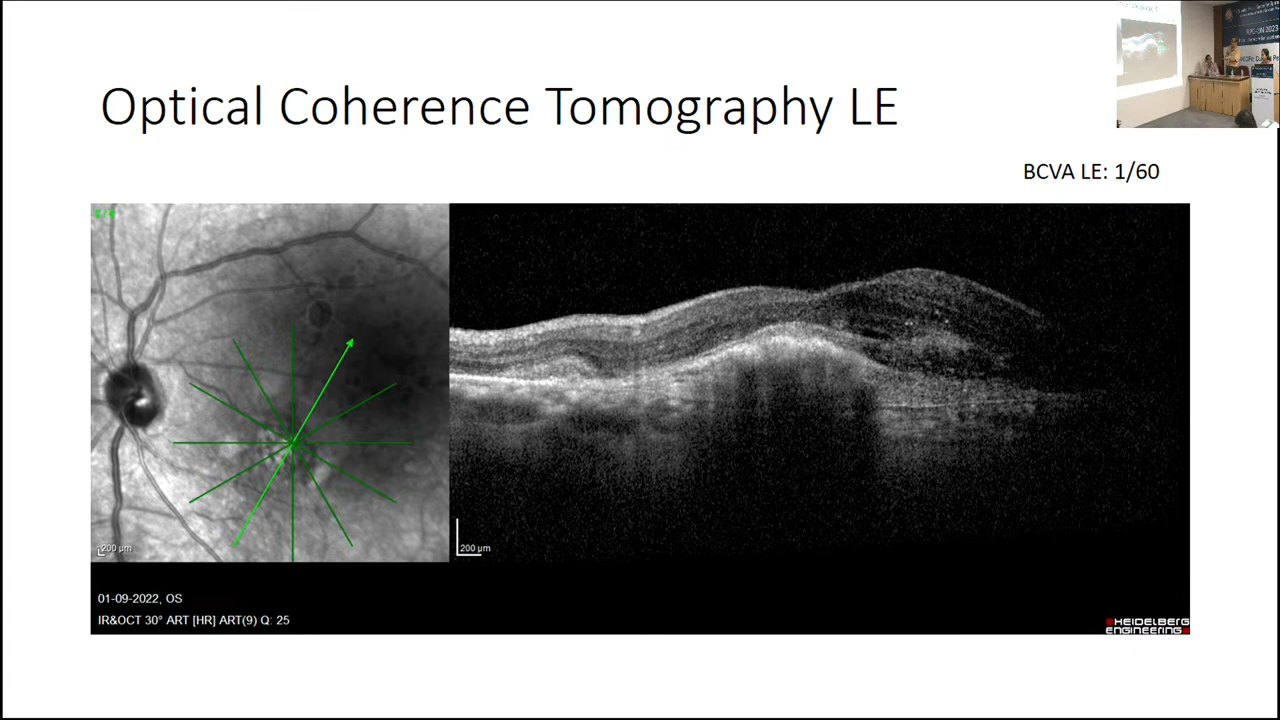 Optical Coherence Tomography LE
BCVA LE: 1/60
200 µm
200 µm
01-09-2022, OS
IR&OCT 30° ART [HR] ART(9) Q: 25
HEIDELBERG
ENGINEERING